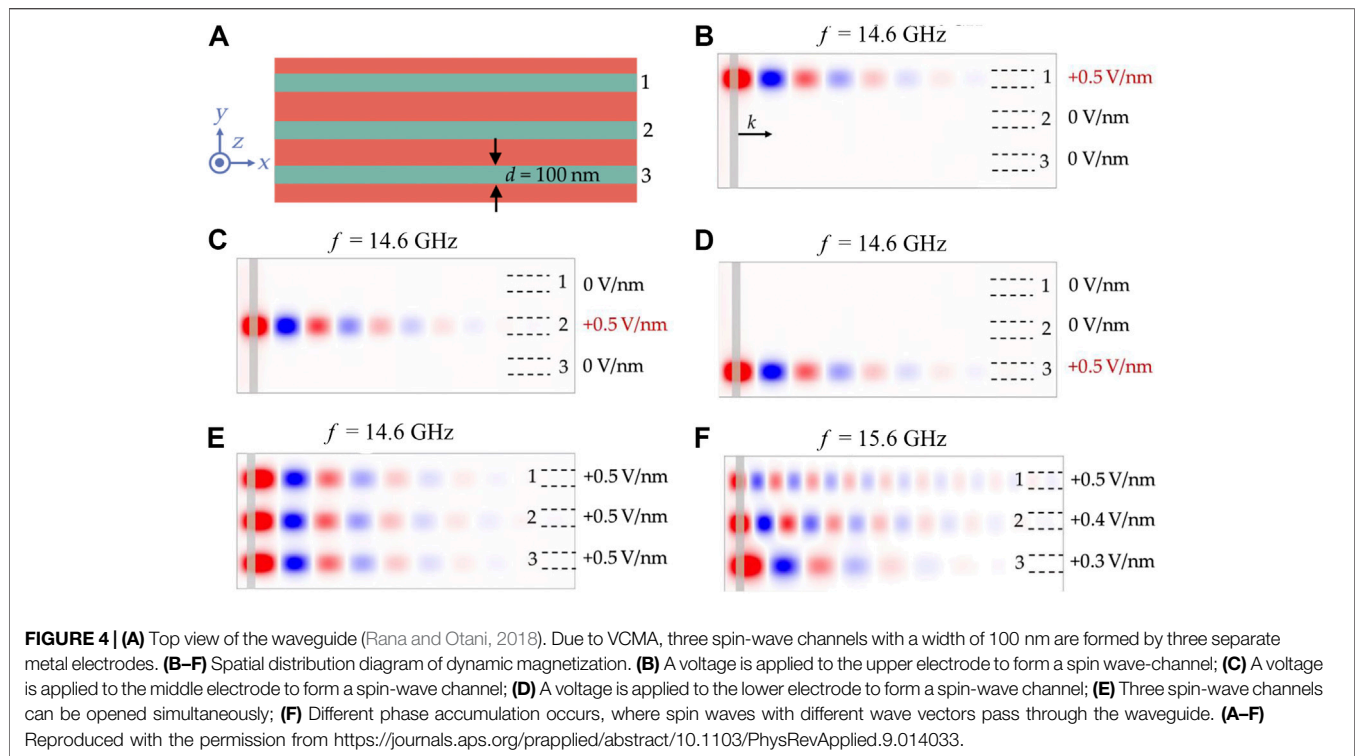 A
1
2
3
y
z
x
d = 100 nm
B
f = 14.6 GHz
k
1 +0.5 V/nm
2 0 V/nm
3 0 V/nm
C
f = 14.6 GHz
1 0 V/nm
2 +0.5 V/nm
3 0 V/nm
D
f = 14.6 GHz
1 0 V/nm
2 0 V/nm
3 +0.5 V/nm
E
f = 14.6 GHz
1 +0.5 V/nm
2 +0.5 V/nm
3 +0.5 V/nm
F
f = 15.6 GHz
1 +0.5 V/nm
2 +0.4 V/nm
3 +0.3 V/nm
FIGURE 4 | (A) Top view of the waveguide (Rana and Otani, 2018). Due to VCMA, three spin-wave channels with a width of 100 nm are formed by three separate
metal electrodes. (B–F) Spatial distribution diagram of dynamic magnetization. (B) A voltage is applied to the upper electrode to form a spin wave-channel; (C) A voltage
is applied to the middle electrode to form a spin-wave channel; (D) A voltage is applied to the lower electrode to form a spin-wave channel; (E) Three spin-wave channels
can be opened simultaneously; (F) Different phase accumulation occurs, where spin waves with different wave vectors pass through the waveguide. (A–F)
Reproduced with the permission from https://journals.aps.org/prapplied/abstract/10.1103/PhysRevApplied.9.014033.